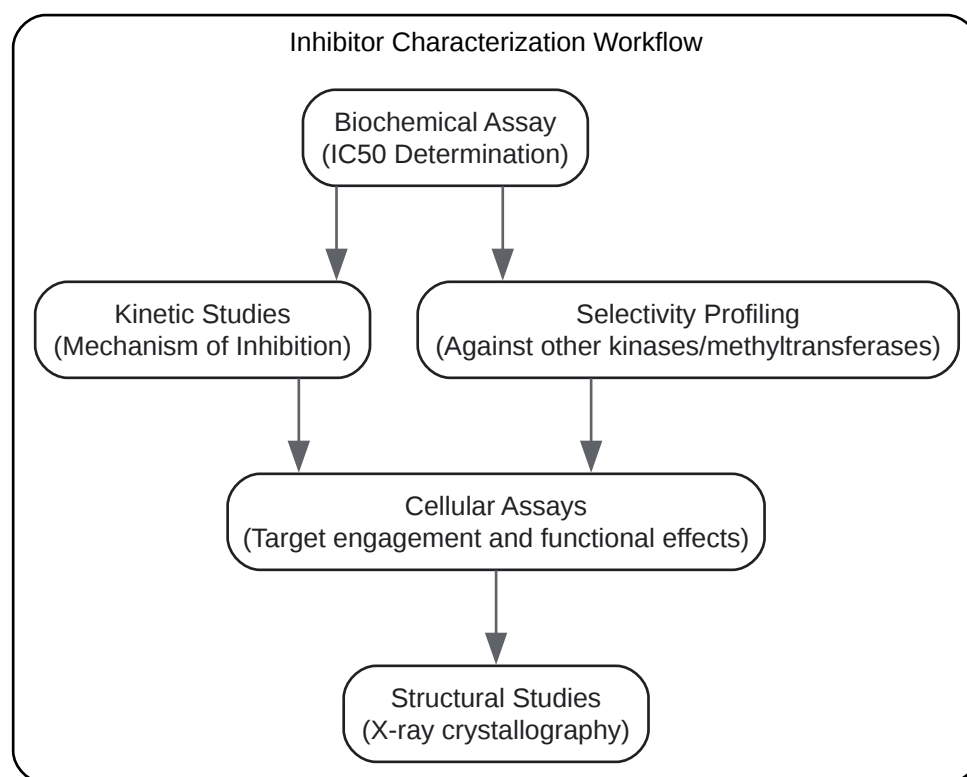 Inhibitor Characterization Workflow
Biochemical Assay
(IC50 Determination)
Kinetic Studies
(Mechanism of Inhibition)
Selectivity Profiling
(Against other kinases/methyltransferases)
Cellular Assays
(Target engagement and functional effects)
Structural Studies
(X-ray crystallography)